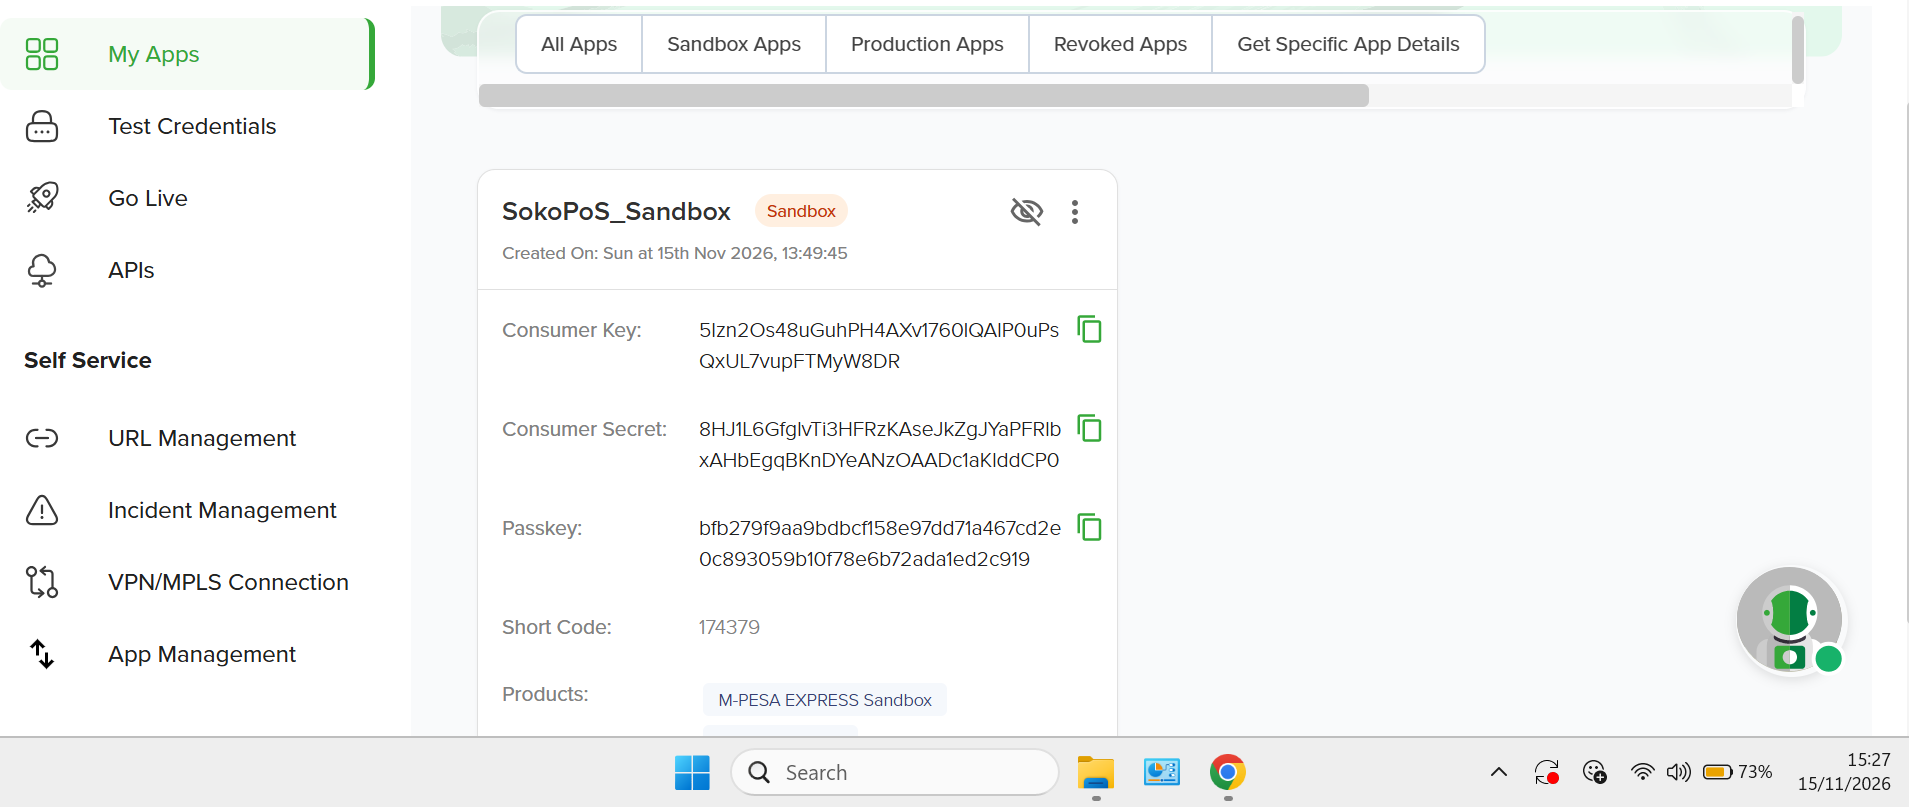 My Apps
Test Credentials
Go Live
APIs
Self Service
URL Management
Incident Management
VPN/MPLS Connection
App Management
All Apps
Sandbox Apps
Production Apps
Revoked Apps
Get Specific App Details
SokoPoS_Sandbox
Sandbox
Created On: Sun at 15th Nov 2026, 13:49:45
Consumer Key:
5Izn2Os48uGuhPH4AXv1760IQAIP0uPs
QxUL7vupFTMyW8DR
Consumer Secret:
8HJ1L6GfgIvTi3HFRzKAseJkZgJYaPFRIb
xAHbEgqBKnDYeANzOAADc1aKIddCP0
Passkey:
bfb279f9aa9bdbcf158e97dd71a467cd2e
0c893059b10f78e6b72ada1ed2c919
Short Code:
174379
Products:
M-PESA EXPRESS Sandbox
Search
73%
15:27
15/11/2026